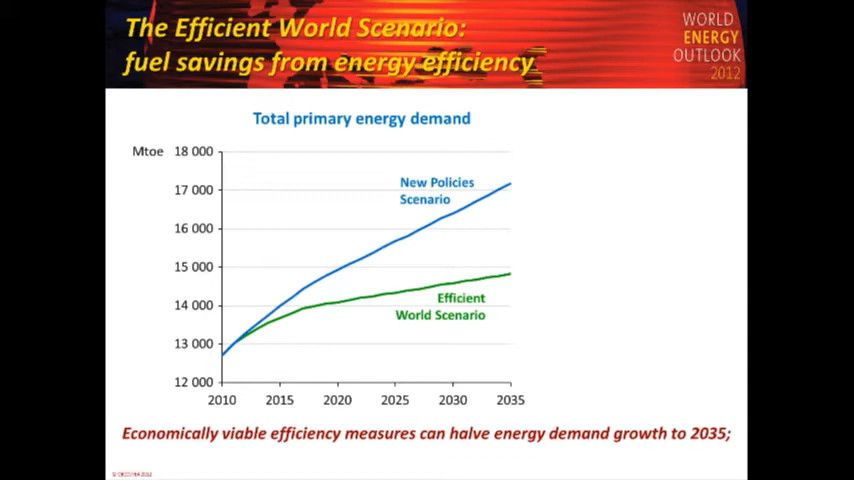 The Efficient World Scenario:
fuel savings from energy efficiency
WORLD
ENERGY
OUTLOOK
2012
Total primary energy demand
Mtoe
18 000
17 000
16 000
15 000
14 000
13 000
12 000
New Policies
Scenario
Efficient
World Scenario
2010 2015 2020 2025 2030 2035
Economically viable efficiency measures can halve energy demand growth to 2035;